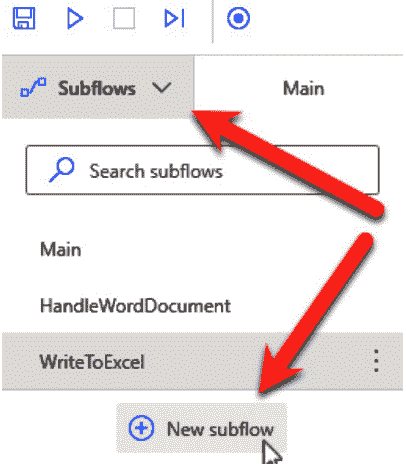 Subflows
Main
Search subflows
Main
HandleWordDocument
WriteToExcel
New subflow